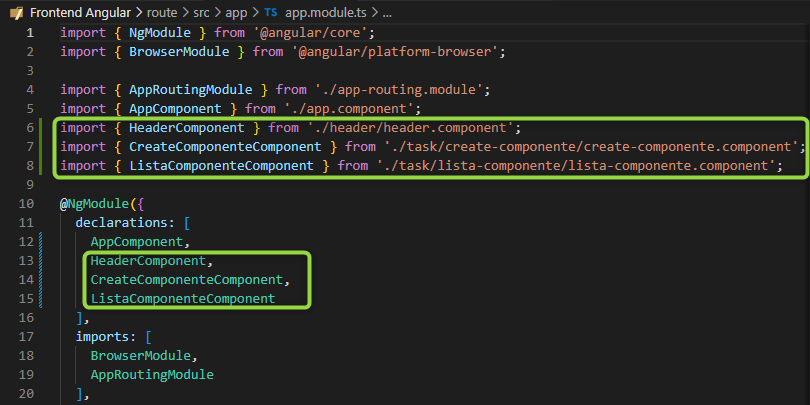 Frontend Angular > route > src > app > TS app.module.ts > ...
1 import { NgModule } from '@angular/core';
2 import { BrowserModule } from '@angular/platform-browser';
3
4 import { AppRoutingModule } from './app-routing.module';
5 import { AppComponent } from './app.component';
6 import { HeaderComponent } from './header/header.component';
7 import { CreateComponenteComponent } from './task/create-componente/create-componente.component';
8 import { ListaComponenteComponent } from './task/lista-componente/lista-componente.component';
9
10 @NgModule({
11 declarations: [
12 AppComponent,
13 HeaderComponent,
14 CreateComponenteComponent,
15 ListaComponenteComponent
16 ],
17 imports: [
18 BrowserModule,
19 AppRoutingModule
20 ],